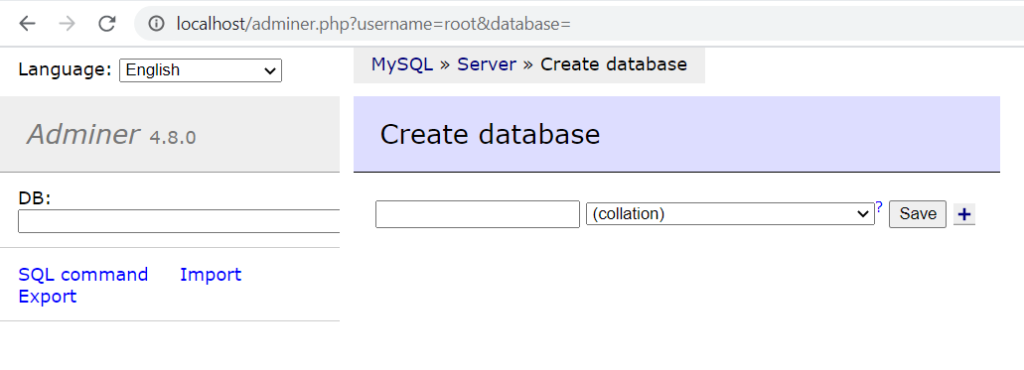 localhost/adminer.php?username=root&database=
Language: English
MySQL » Server » Create database
Adminer 4.8.0
Create database
DB:
(collation) ? Save +
SQL command Import
Export